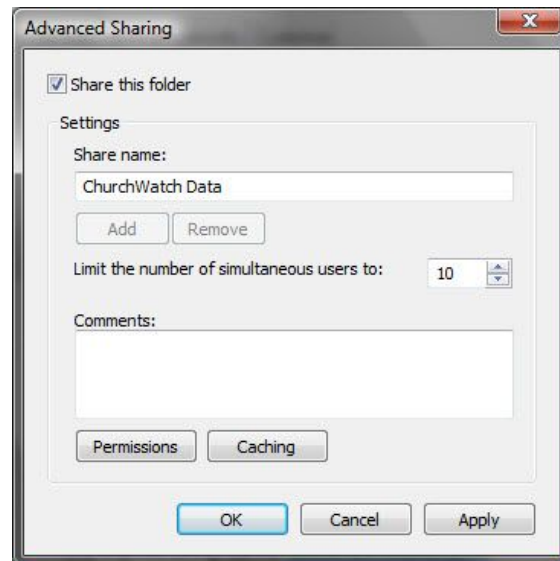 Advanced Sharing
Share this folder
Settings
Share name:
ChurchWatch Data
Add Remove
Limit the number of simultaneous users to: 10
Comments:
Permissions Caching
OK Cancel Apply